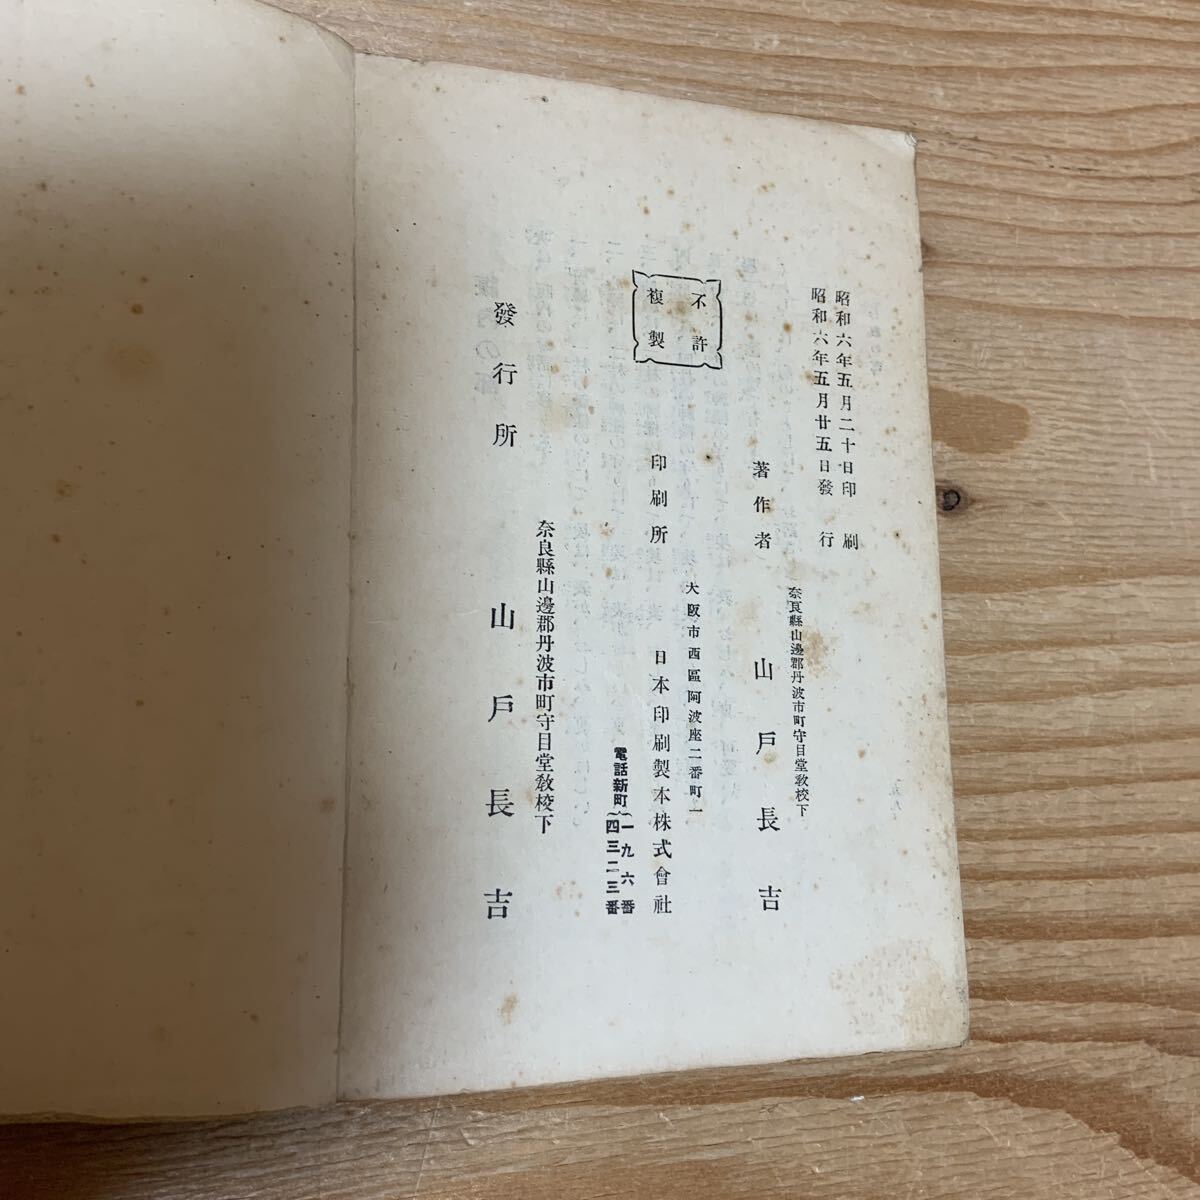 昭和六年五月二十日印刷
昭和六年五月廿五日發行
奈良縣山邊郡丹波市町守目堂敎校下
著作者 山戶長吉
不許
複製
大阪市西區阿波座二番町一
印刷所 日本印刷製本株式會社
電話新町(一九六番
四三二三番
奈良縣山邊郡丹波市町守目堂敎校下
發行所 山戶長吉